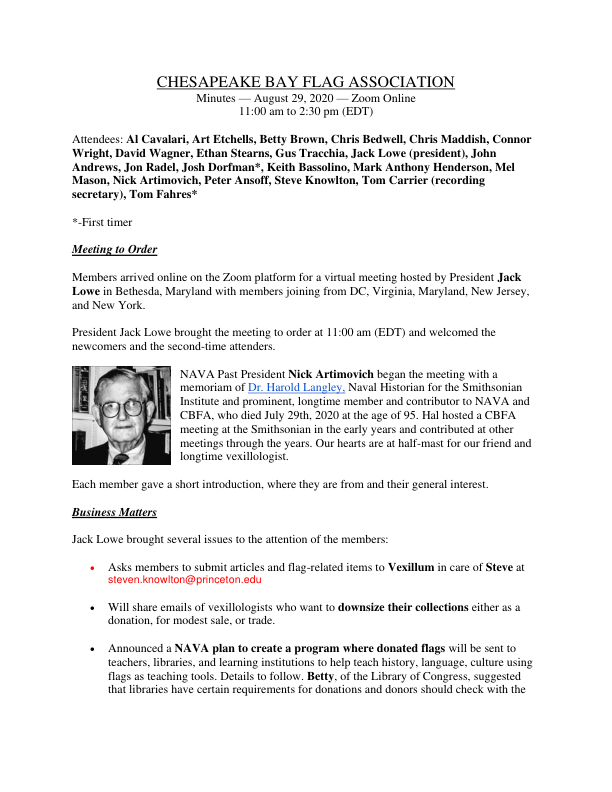 CHESAPEAKE BAY FLAG ASSOCIATION
Minutes — August 29, 2020 — Zoom Online
11:00 am to 2:30 pm (EDT)
Attendees: Al Cavalari, Art Etchells, Betty Brown, Chris Bedwell, Chris Maddish, Connor
Wright, David Wagner, Ethan Stearns, Gus Tracchia, Jack Lowe (president), John
Andrews, Jon Radel, Josh Dorfman*, Keith Bassolino, Mark Anthony Henderson, Mel
Mason, Nick Artimovich, Peter Ansoff, Steve Knowlton, Tom Carrier (recording
secretary), Tom Fahres*
*-First timer
Meeting to Order
Members arrived online on the Zoom platform for a virtual meeting hosted by President Jack
Lowe in Bethesda, Maryland with members joining from DC, Virginia, Maryland, New Jersey,
and New York.
President Jack Lowe brought the meeting to order at 11:00 am (EDT) and welcomed the
newcomers and the second-time attenders.
NAVA Past President Nick Artimovich began the meeting with a
memoriam of Dr. Harold Langley, Naval Historian for the Smithsonian
Institute and prominent, longtime member and contributor to NAVA and
CBFA, who died July 29th, 2020 at the age of 95. Hal hosted a CBFA
meeting at the Smithsonian in the early years and contributed at other
meetings through the years. Our hearts are at half-mast for our friend and
longtime vexillologist.
Each member gave a short introduction, where they are from and their general interest.
Business Matters
Jack Lowe brought several issues to the attention of the members:
• Asks members to submit articles and flag-related items to Vexillum in care of Steve at
steven.knowlton@princeton.edu
• Will share emails of vexillologists who want to downsize their collections either as a
donation, for modest sale, or trade.
• Announced a NAVA plan to create a program where donated flags will be sent to
teachers, libraries, and learning institutions to help teach history, language, culture using
flags as teaching tools. Details to follow. Betty, of the Library of Congress, suggested
that libraries have certain requirements for donations and donors should check with the